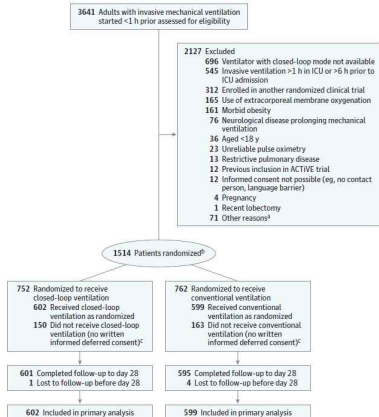 3641 Adults with invasive mechanical ventilation
started <1 h prior assessed for eligibility
2127 Excluded
696 Ventilator with closed-loop mode not available
545 Invasive ventilation >1 h in ICU or >6 h prior to
ICU admission
312 Enrolled in another randomized clinical trial
165 Use of extracorporeal membrane oxygenation
161 Morbid obesity
76 Neurological disease prolonging mechanical
ventilation
36 Aged <18 y
23 Unreliable pulse oximetry
13 Restrictive pulmonary disease
12 Previous inclusion in ACTiVE trial
12 Informed consent not possible (eg, no contact
person, language barrier)
4 Pregnancy
1 Recent lobectomy
71 Other reasonsᵃ
1514 Patients randomizedᵇ
752 Randomized to receive
closed-loop ventilation
602 Received closed-loop
ventilation as randomized
150 Did not receive closed-loop
ventilation (no written
informed deferred consent)ᶜ
762 Randomized to receive
conventional ventilation
599 Received conventional
ventilation as randomized
163 Did not receive conventional
ventilation (no written
informed deferred consent)ᶜ
601 Completed follow-up to day 28
1 Lost to follow-up before day 28
595 Completed follow-up to day 28
4 Lost to follow-up before day 28
602 Included in primary analysis
599 Included in primary analysis